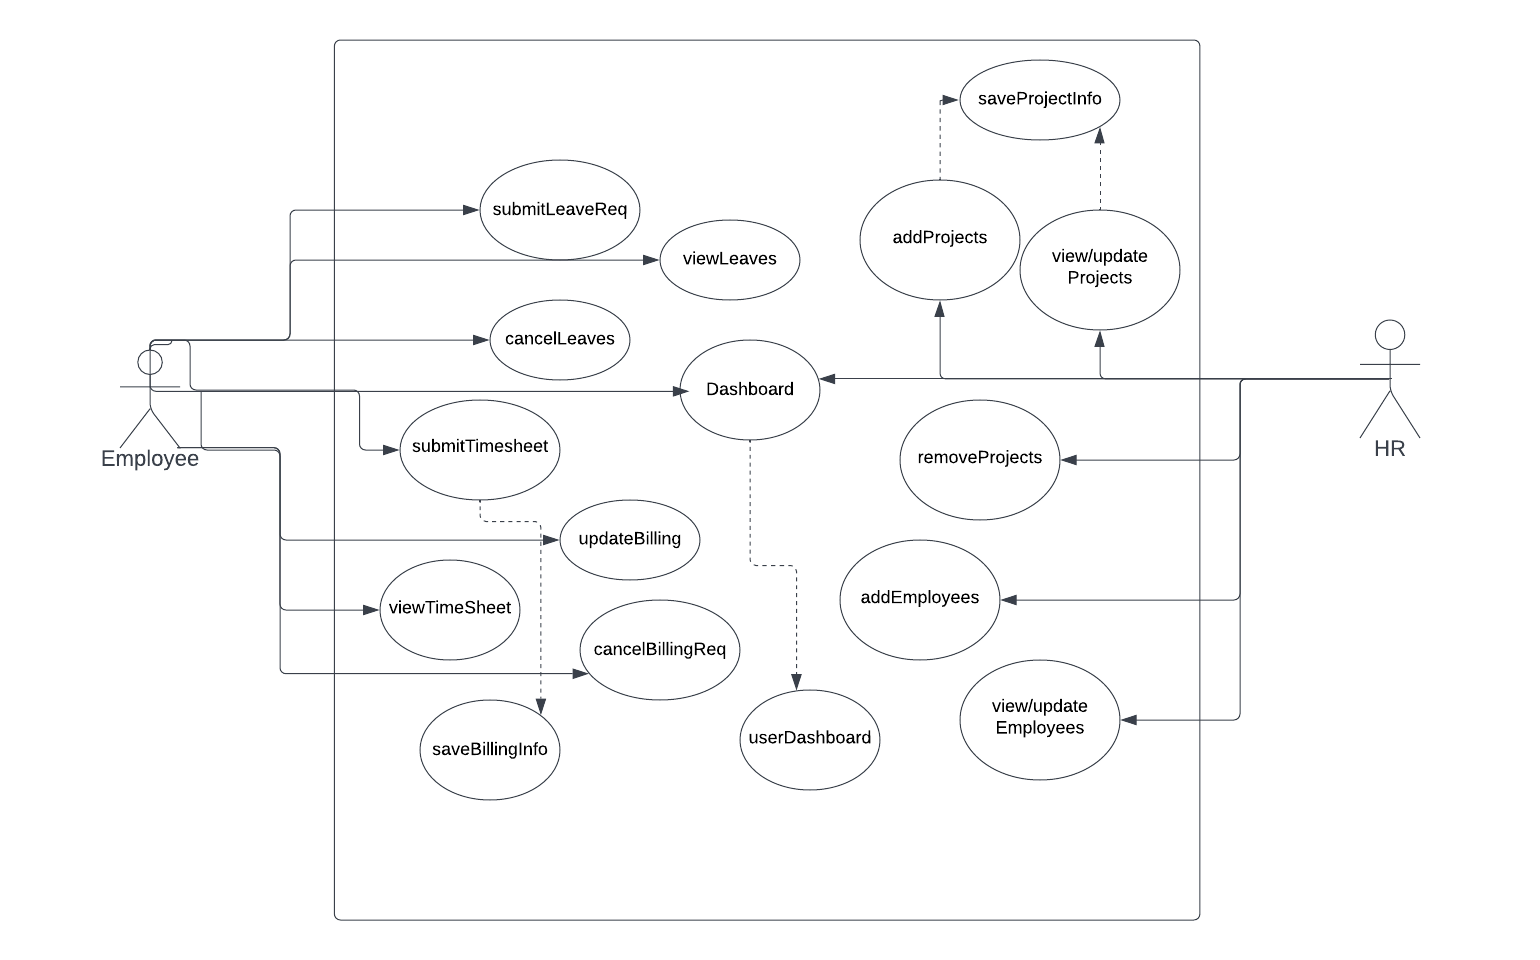 saveProjectInfo
submitLeaveReq
addProjects
viewLeaves
view/update
Projects
cancelLeaves
Dashboard
submitTimesheet
Employee
HR
removeProjects
updateBilling
viewTimeSheet
addEmployees
cancelBillingReq
view/update
Employees
saveBillingInfo
userDashboard